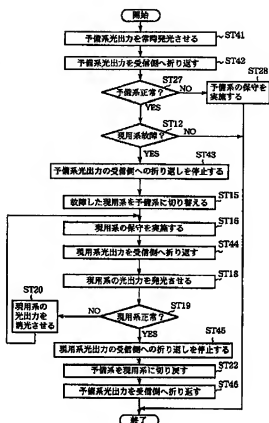 開始
予備系光出力を常時発光させる
ST41
予備系光出力を受信側へ折り返す
ST42
ST27
ST28
予備系正常?
NO
予備系の保守を
実施する
YES
ST12
現用系故障?
NO
YES
ST43
予備系光出力の受信側への折り返しを停止する
ST15
故障した現用系を予備系に切り替える
ST16
現用系の保守を実施する
現用系光出力を受信側へ折り返す
ST44
ST18
現用系の光出力を発光させる
ST20
ST19
現用系の
光出力を
消光させる
NO
現用系正常?
YES
ST45
現用系光出力の受信側への折り返しを停止する
予備系を現用系に切り戻す
ST22
予備系光出力を受信側へ折り返す
ST46
終了